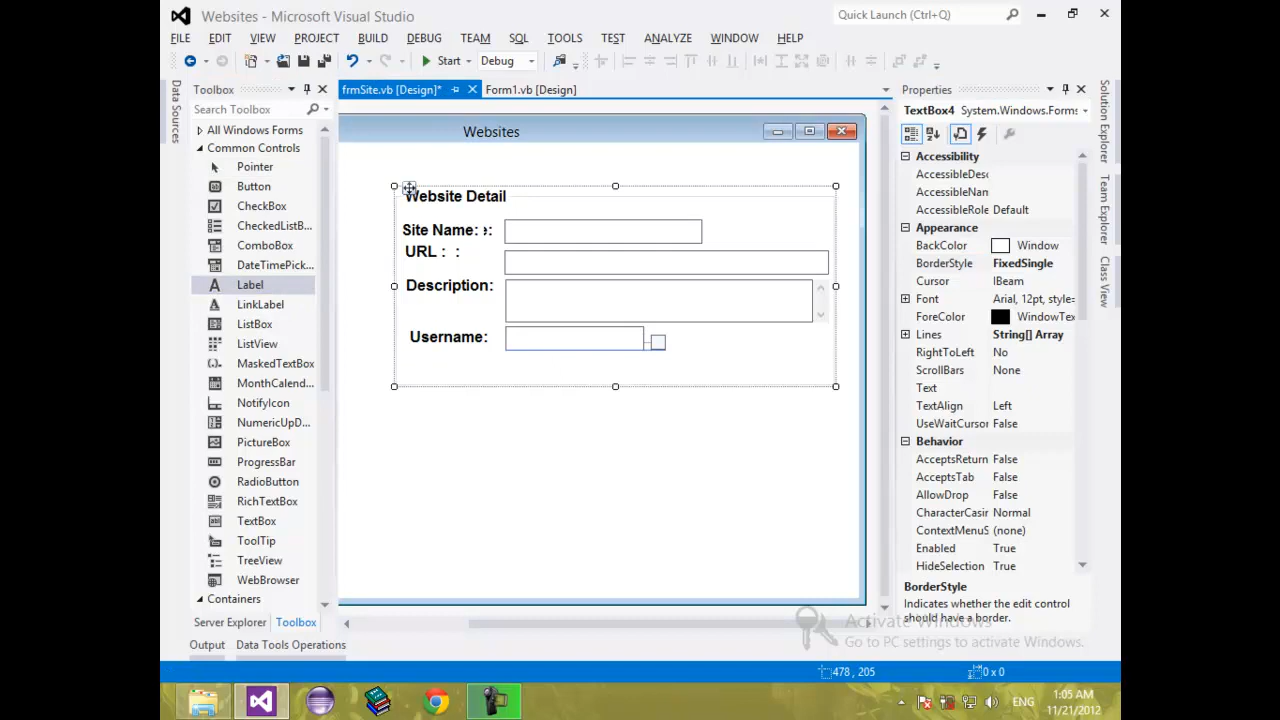 Websites - Microsoft Visual Studio
Quick Launch (Ctrl+Q)
FILE EDIT VIEW PROJECT BUILD DEBUG TEAM SQL TOOLS TEST ANALYZE WINDOW HELP
Start Debug
Data Sources
Toolbox
Search Toolbox
All Windows Forms
Common Controls
Pointer
Button
CheckBox
CheckedListB...
ComboBox
DateTimePick...
Label
LinkLabel
ListBox
ListView
MaskedTextBox
MonthCalend...
NotifyIcon
NumericUpD...
PictureBox
ProgressBar
RadioButton
RichTextBox
TextBox
ToolTip
TreeView
WebBrowser
Containers
Server Explorer Toolbox
Output Data Tools Operations
frmSite.vb [Design]* Form1.vb [Design]
Websites
Website Detail
Site Name: :
URL : :
Description:
Username:
Properties
TextBox4 System.Windows.Forms
Accessibility
AccessibleDes
AccessibleNan
AccessibleRole Default
Appearance
BackColor Window
BorderStyle FixedSingle
Cursor IBeam
Font Arial, 12pt, style=
ForeColor WindowTex
Lines String[] Array
RightToLeft No
ScrollBars None
Text
TextAlign Left
UseWaitCursor False
Behavior
AcceptsReturn False
AcceptsTab False
AllowDrop False
CharacterCasin Normal
ContextMenuS (none)
Enabled True
HideSelection True
BorderStyle
Indicates whether the edit control
should have a border.
Solution Explorer
Team Explorer
Class View
Activate Windows
Go to PC settings to activate Windows.
478 , 205 0 x 0
ENG
1:05 AM
11/21/2012